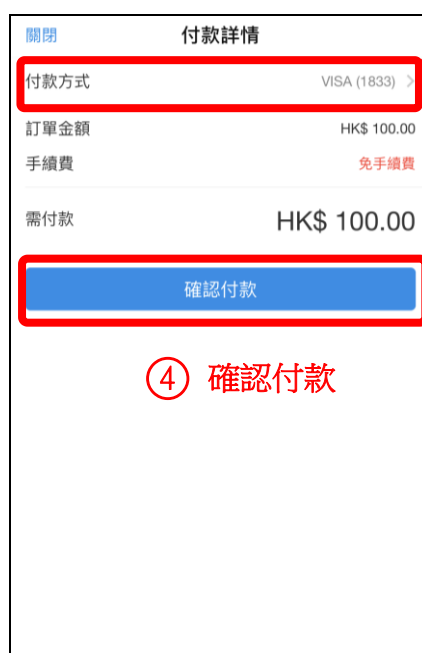 關閉 付款詳情
付款方式 VISA (1833) >
訂單金額 HK$ 100.00
手續費 免手續費
需付款 HK$ 100.00
確認付款
④ 確認付款